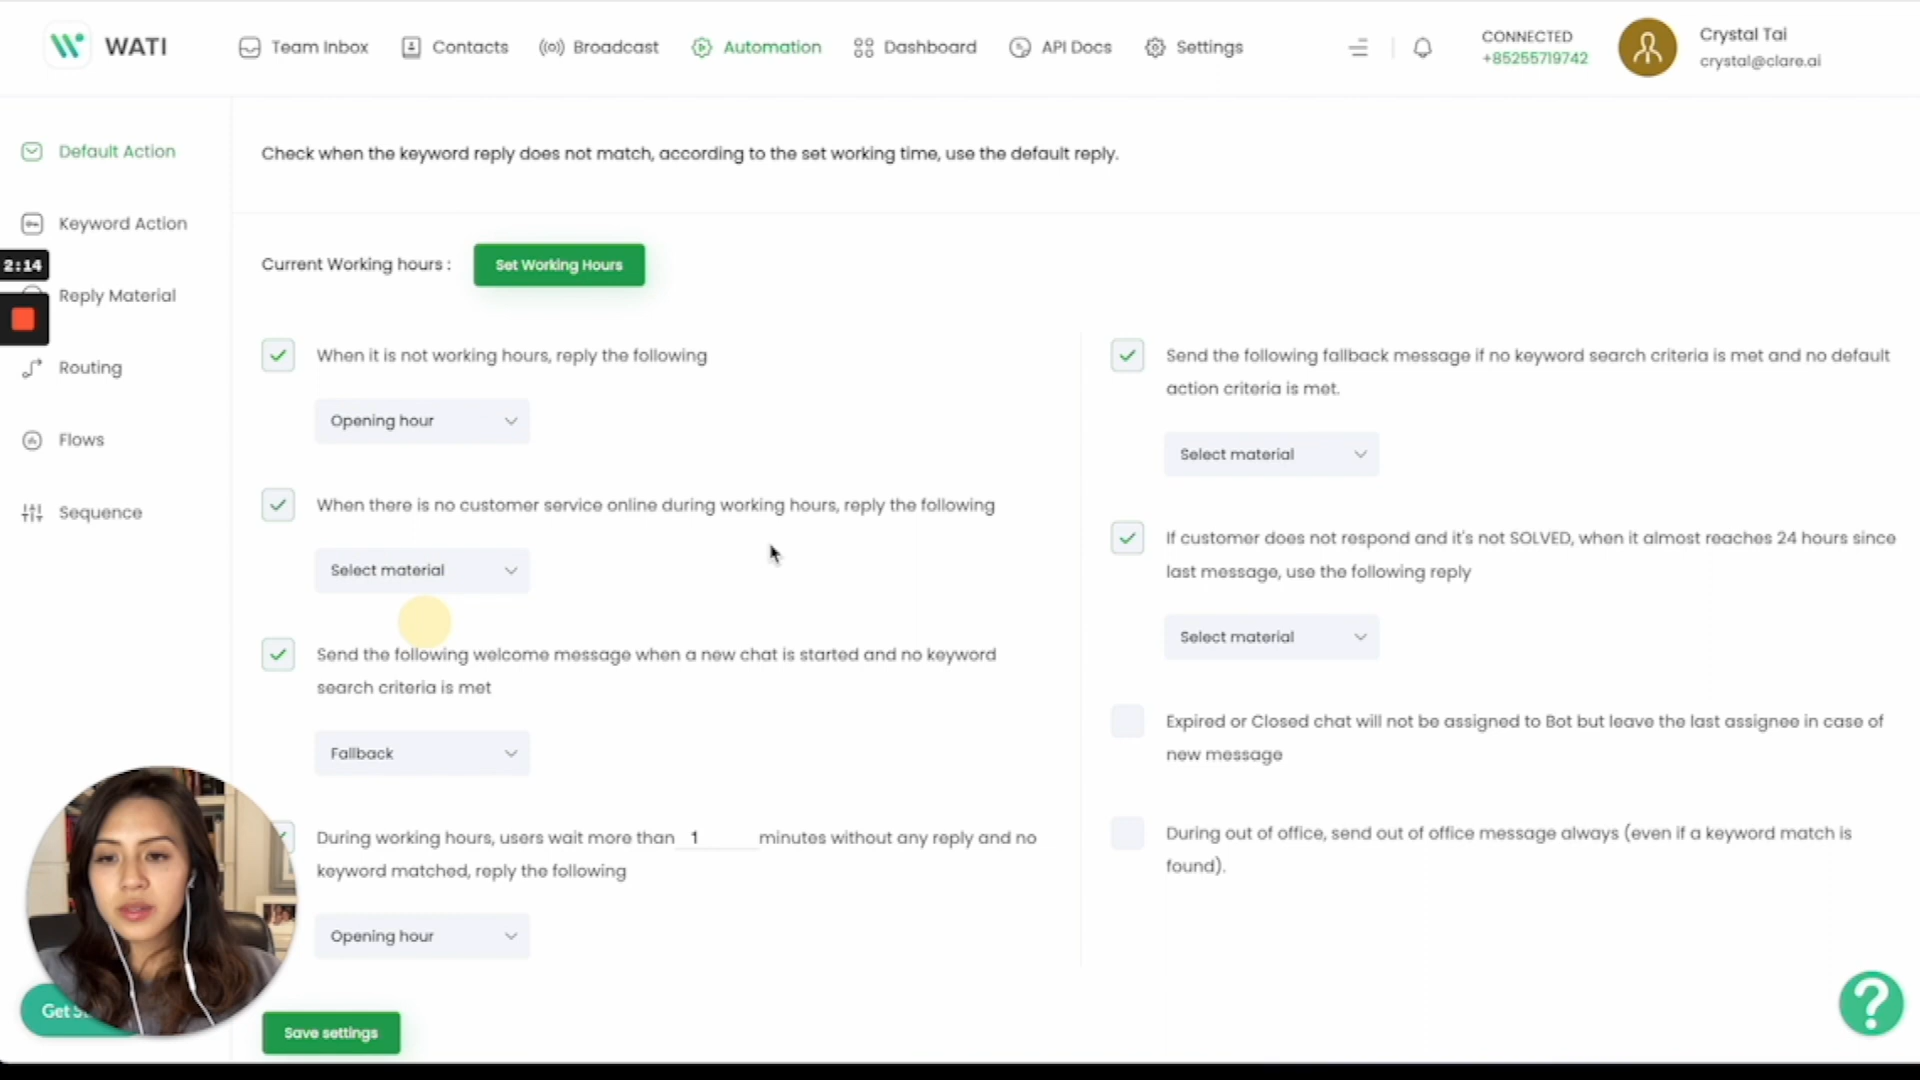 WATI
Team Inbox
Contacts
Broadcast
Automation
Dashboard
API Docs
Settings
CONNECTED
+85255719742
Crystal Tai
crystal@clare.ai
Default Action
Keyword Action
2:14
Reply Material
Routing
Flows
Sequence
Check when the keyword reply does not match, according to the set working time, use the default reply.
Current Working hours :
Set Working Hours
When it is not working hours, reply the following
Opening hour
When there is no customer service online during working hours, reply the following
Select material
Send the following welcome message when a new chat is started and no keyword
search criteria is met
Fallback
During working hours, users wait more than 1 minutes without any reply and no
keyword matched, reply the following
Opening hour
Save settings
Send the following fallback message if no keyword search criteria is met and no default
action criteria is met.
Select material
If customer does not respond and it's not SOLVED, when it almost reaches 24 hours since
last message, use the following reply
Select material
Expired or Closed chat will not be assigned to Bot but leave the last assignee in case of
new message
During out of office, send out of office message always (even if a keyword match is
found).
Get
?